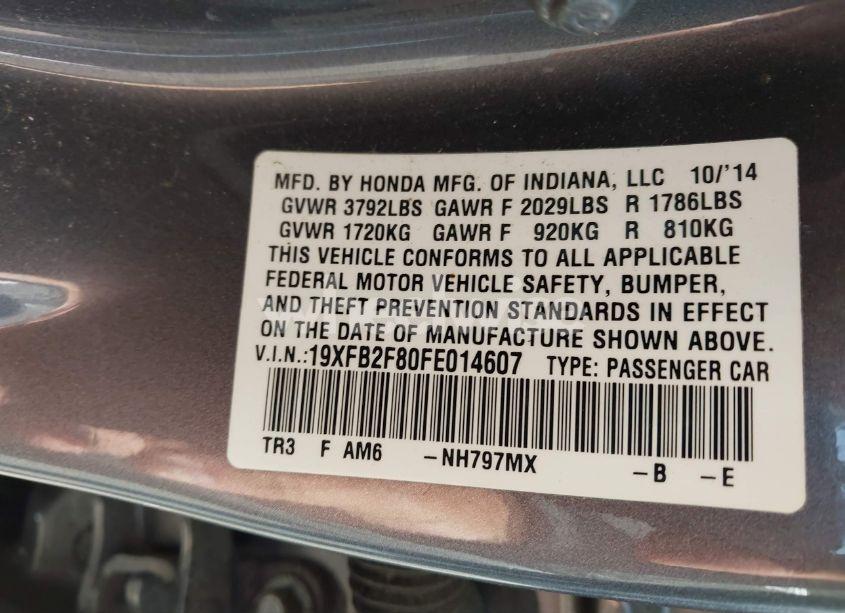 MFD. BY HONDA MFG. OF INDIANA, LLC 10/'14
GVWR 3792LBS GAWR F 2029LBS R 1786LBS
GVWR 1720KG GAWR F 920KG R 810KG
THIS VEHICLE CONFORMS TO ALL APPLICABLE
FEDERAL MOTOR VEHICLE SAFETY, BUMPER,
AND THEFT PREVENTION STANDARDS IN EFFECT
ON THE DATE OF MANUFACTURE SHOWN ABOVE.
V.I.N.:19XFB2F80FE014607 TYPE: PASSENGER CAR
TR3 F AM6 -NH797MX -B -E